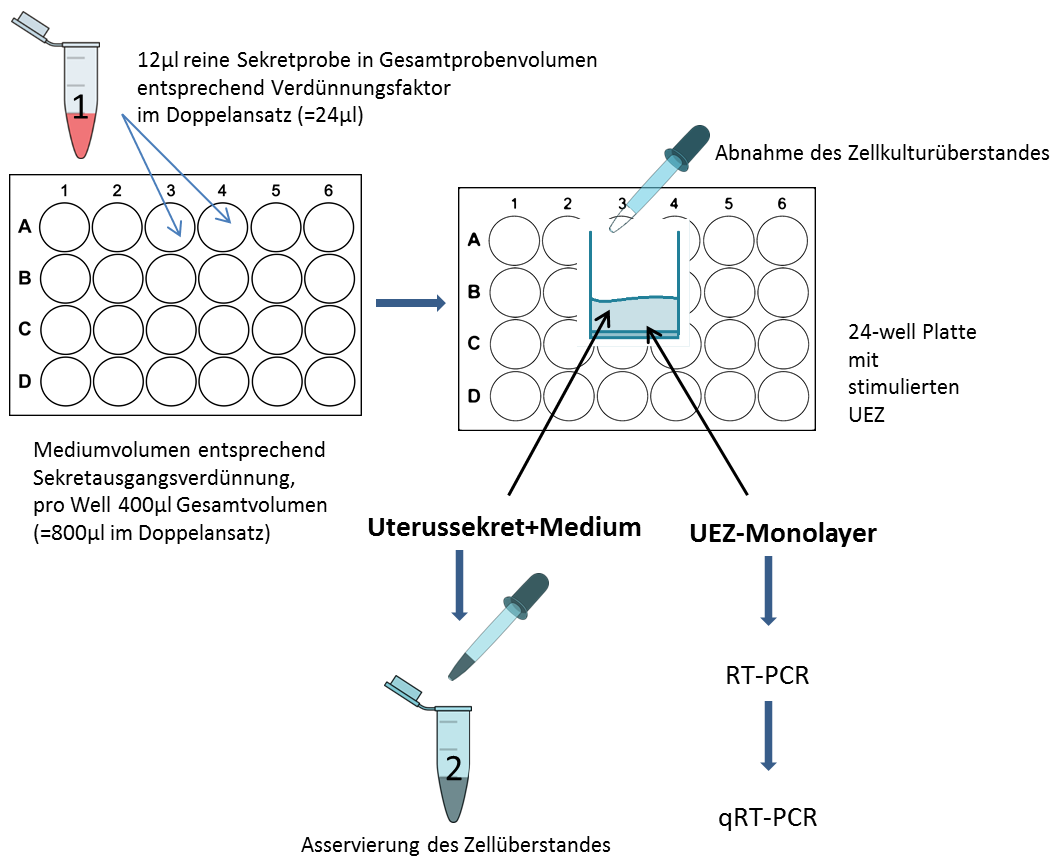 12µl reine Sekretprobe in Gesamtprobenvolumen
entsprechend Verdünnungsfaktor
im Doppelansatz (=24µl)
1
Abnahme des Zellkulturüberstandes
1 2 3 4 5 6
A
B
C
D
1 2 3 4 5 6
A
B
C
D
24-well Platte
mit
stimulierten
UEZ
Mediumvolumen entsprechend
Sekretausgangsverdünnung,
pro Well 400µl Gesamtvolumen
(=800µl im Doppelansatz)
Uterussekret+Medium
UEZ-Monolayer
RT-PCR
2
qRT-PCR
Asservierung des Zellüberstandes